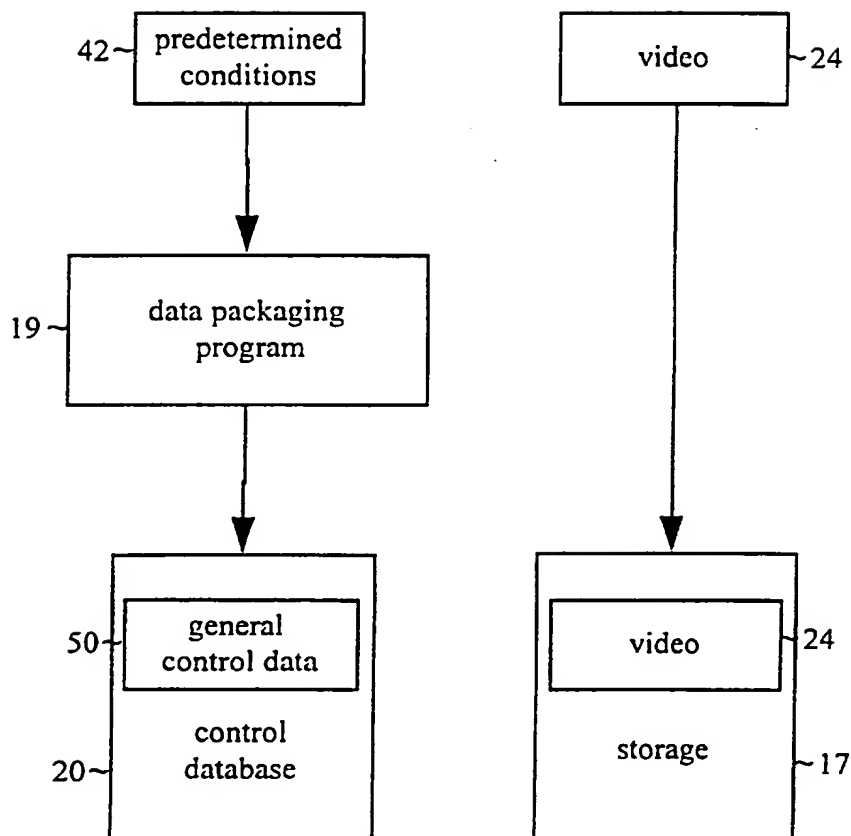 42
predetermined
conditions
video
24
19
data packaging
program
50
general
control data
control
database
20
video
24
storage
17